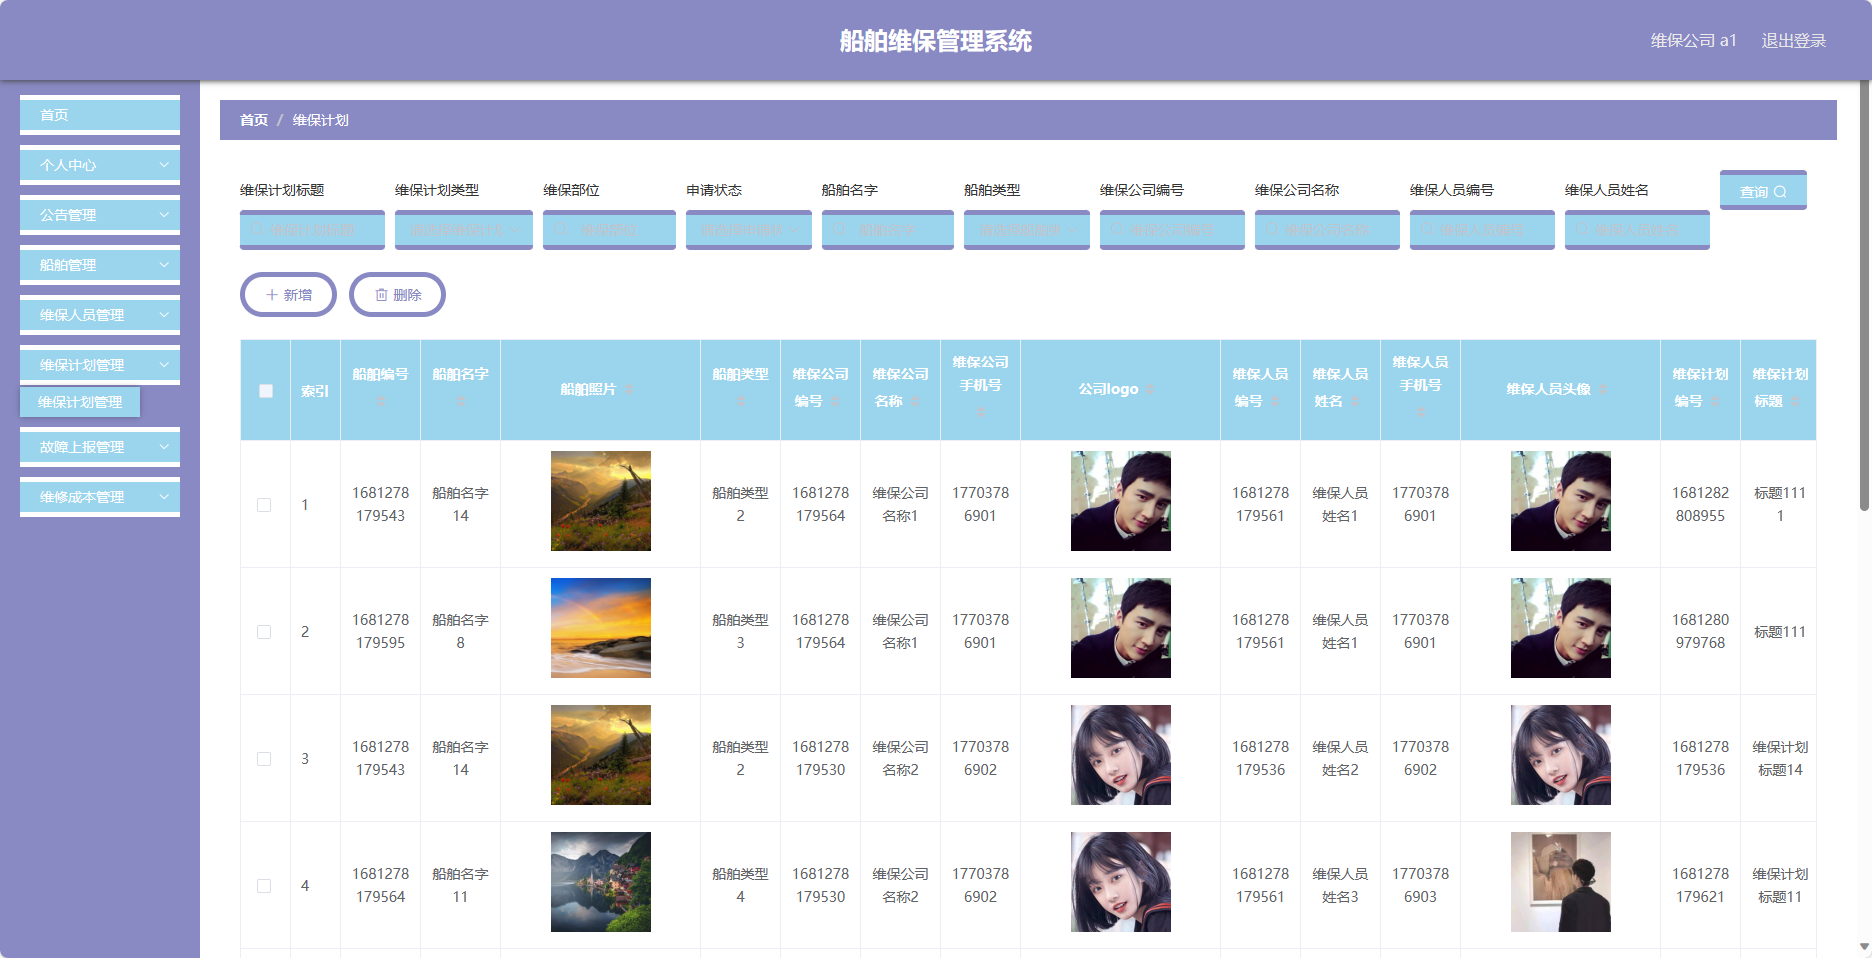 船舶维保管理系统
维保公司 a1 退出登录
首页
个人中心
公告管理
船舶管理
维保人员管理
维保计划管理
维保计划管理
故障上报管理
维修成本管理
首页 / 维保计划
维保计划标题 维保计划类型 维保部位 申请状态 船舶名字 船舶类型 维保公司编号 维保公司名称 维保人员编号 维保人员姓名 查询
新增 删除
索引 船舶编号 船舶名字 船舶照片 船舶类型 维保公司编号 维保公司名称 维保公司手机号 公司logo 维保人员编号 维保人员姓名 维保人员手机号 维保人员头像 维保计划编号 维保计划标题
1 1681278179543 船舶名字14 船舶类型2 1681278179564 维保公司名称1 17703786901 1681278179561 维保人员姓名1 17703786901 1681282808955 标题1111
2 1681278179595 船舶名字8 船舶类型3 1681278179564 维保公司名称1 17703786901 1681278179561 维保人员姓名1 17703786901 1681280979768 标题111
3 1681278179543 船舶名字14 船舶类型2 1681278179530 维保公司名称2 17703786902 1681278179536 维保人员姓名2 17703786902 1681278179536 维保计划标题14
4 1681278179564 船舶名字11 船舶类型4 1681278179530 维保公司名称2 17703786902 1681278179561 维保人员姓名3 17703786903 1681278179621 维保计划标题11